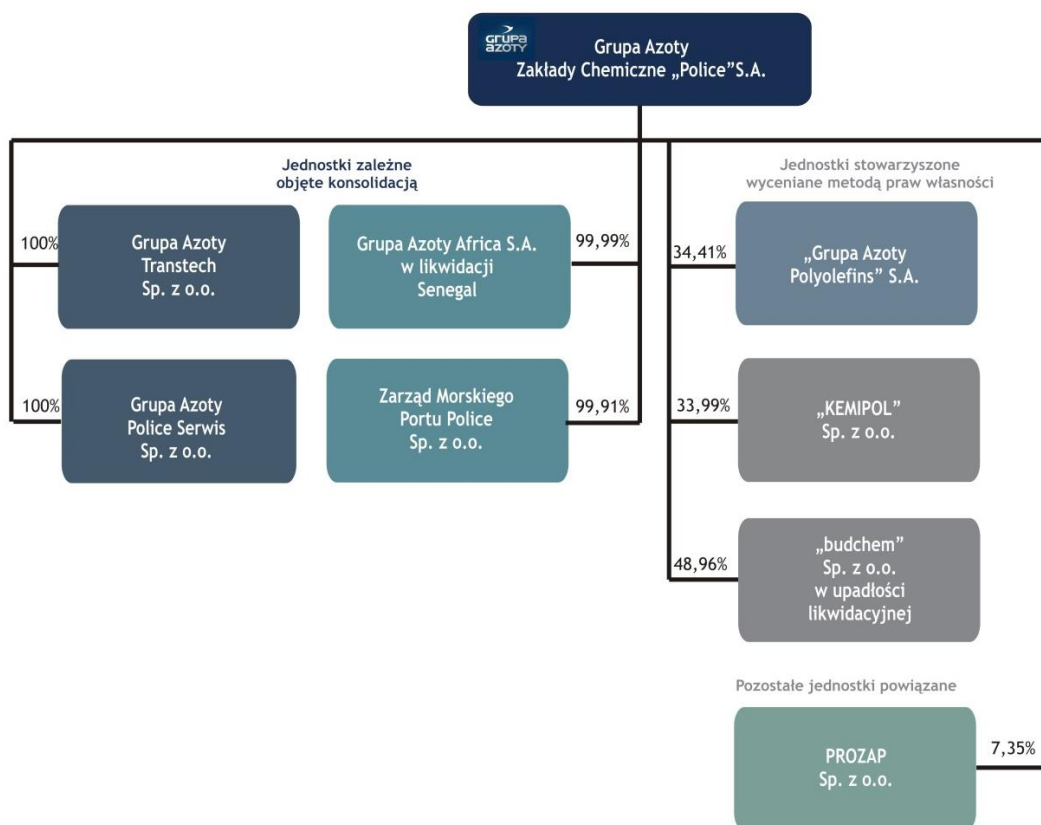 GRUPA
AZOTY
Grupa Azoty
Zakłady Chemiczne „Police”S.A.
Jednostki zależne
objęte konsolidacją
Jednostki stowarzyszone
wyceniane metodą praw własności
100%
Grupa Azoty
Transtech
Sp. z o.o.
Grupa Azoty Africa S.A.
w likwidacji
Senegal
99,99%
34,41%
„Grupa Azoty
Polyolefins” S.A.
100%
Grupa Azoty
Police Serwis
Sp. z o.o.
Zarząd Morskiego
Portu Police
Sp. z o.o.
99,91%
33,99%
„KEMIPOL”
Sp. z o.o.
48,96%
„budchem”
Sp. z o.o.
w upadłości
likwidacyjnej
Pozostałe jednostki powiązane
PROZAP
Sp. z o.o.
7,35%